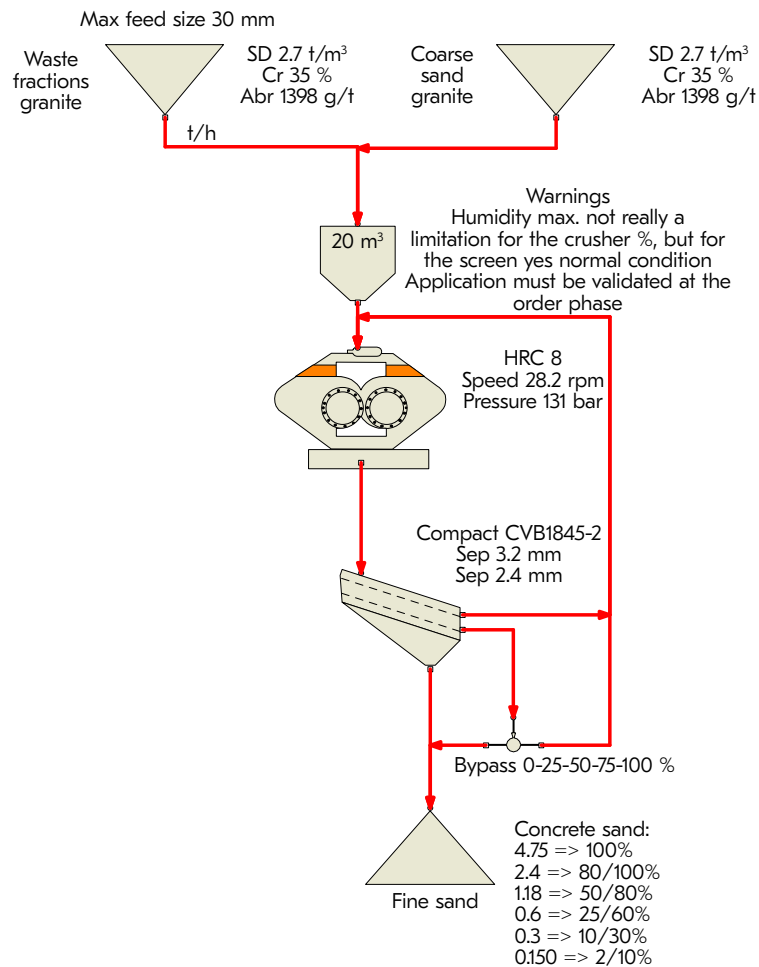 Max feed size 30 mm
Waste
fractions
granite
SD 2.7 t/m³
Cr 35 %
Abr 1398 g/t
Coarse
sand
granite
SD 2.7 t/m³
Cr 35 %
Abr 1398 g/t
t/h
20 m³
Warnings
Humidity max. not really a
limitation for the crusher %, but for
the screen yes normal condition
Application must be validated at the
order phase
HRC 8
Speed 28.2 rpm
Pressure 131 bar
Compact CVB1845-2
Sep 3.2 mm
Sep 2.4 mm
Bypass 0-25-50-75-100 %
Fine sand
Concrete sand:
4.75 => 100%
2.4 => 80/100%
1.18 => 50/80%
0.6 => 25/60%
0.3 => 10/30%
0.150 => 2/10%